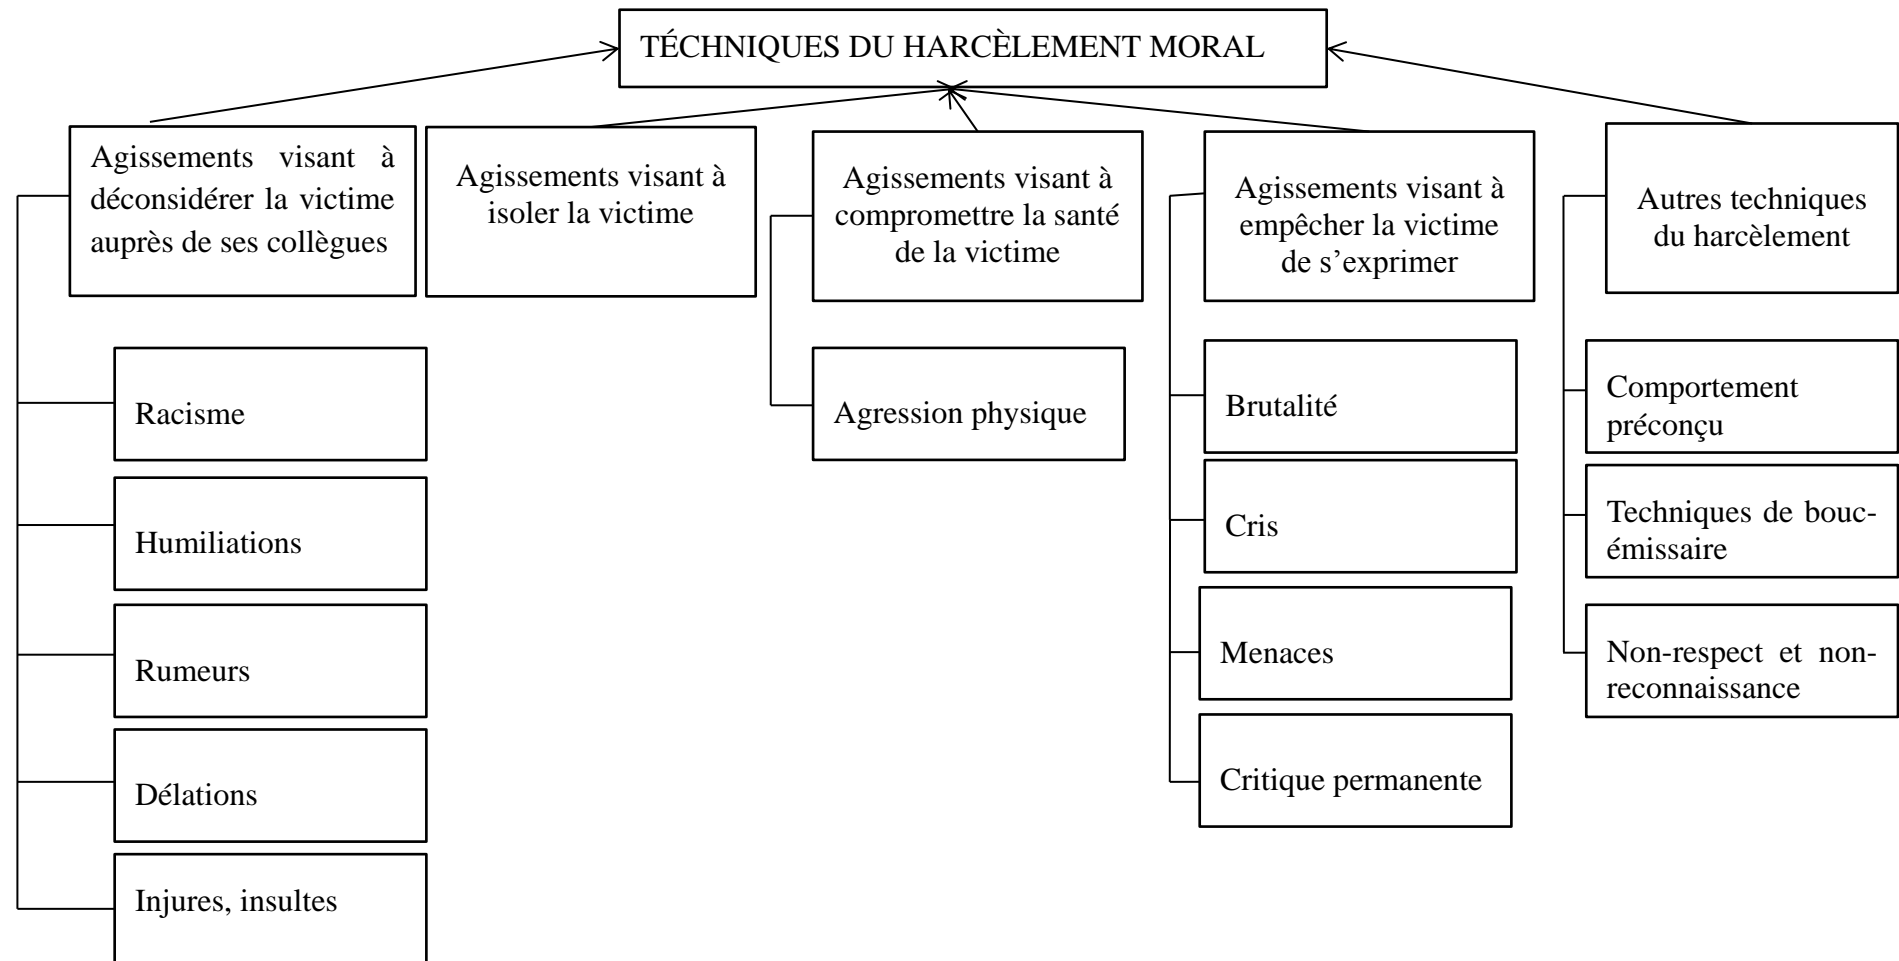 TÉCHNIQUES DU HARCÈLEMENT MORAL
Agissements visant à
déconsidérer la victime
auprès de ses collègues
Agissements visant à
isoler la victime
Agissements visant à
compromettre la santé
de la victime
Agissements visant à
empêcher la victime
de s’exprimer
Autres techniques
du harcèlement
Racisme
Humiliations
Rumeurs
Délations
Injures, insultes
Agression physique
Brutalité
Cris
Menaces
Critique permanente
Comportement
préconçu
Techniques de bouc-
émissaire
Non-respect et non-
reconnaissance